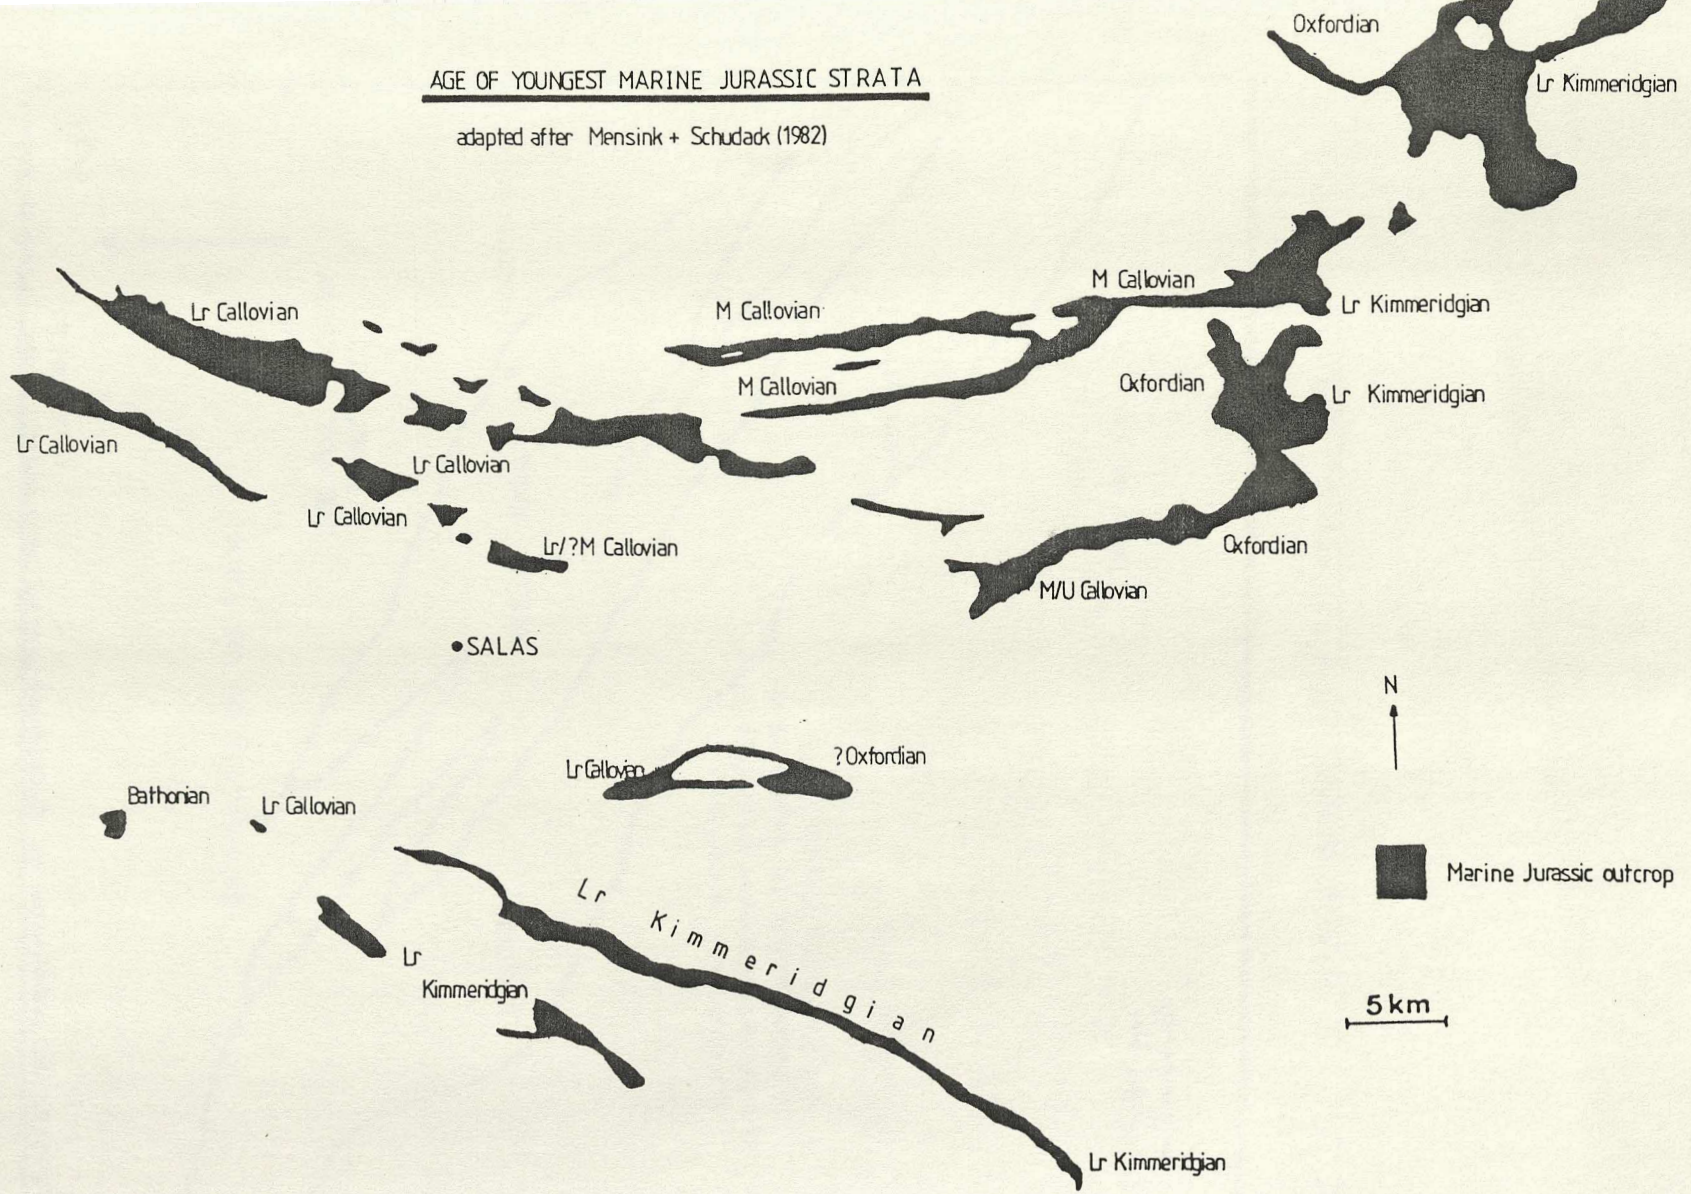 Oxfordian
AGE OF YOUNGEST MARINE JURASSIC STRATA
Lr Kimmeridgian
adapted after Mensink + Schudack (1982)
M Callovian
Lr Callovian
M Callovian
Lr Kimmeridgian
M Callovian
Oxfordian
Lr Kimmeridgian
Lr Callovian
Lr Callovian
Lr Callovian
Lr/?M Callovian
Oxfordian
M/U Callovian
SALAS
N
?Oxfordian
Lr Callovian
Bathonian
Lr Callovian
Marine Jurassic outcrop
Lr Kimmeridgian
Lr
Kimmeridgian
5 km
Lr Kimmeridgian